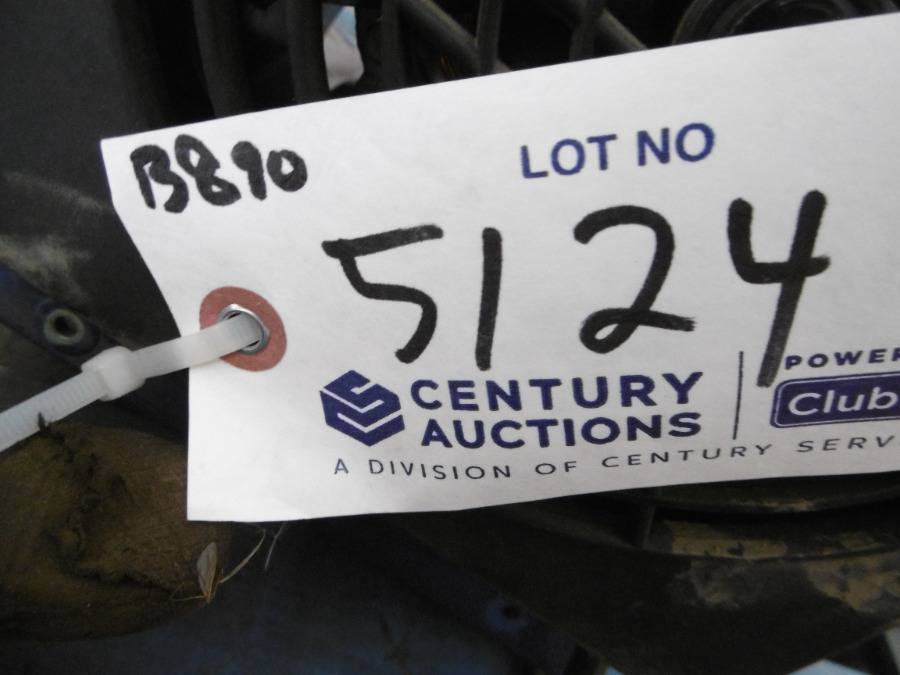 B890
LOT NO
5124
CENTURY
AUCTIONS
A DIVISION OF CENTURY SERV
POWER
Club